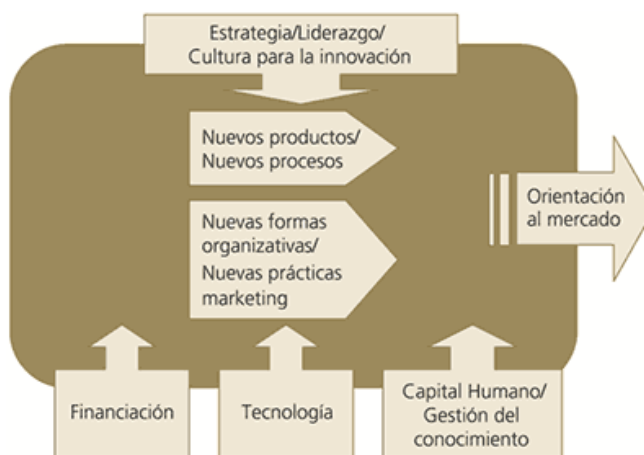 Estrategia/Liderazgo/
Cultura para la innovación
Nuevos productos/
Nuevos procesos
Nuevas formas
organizativas/
Nuevas prácticas
marketing
Orientación
al mercado
Financiación
Tecnología
Capital Humano/
Gestión del
conocimiento